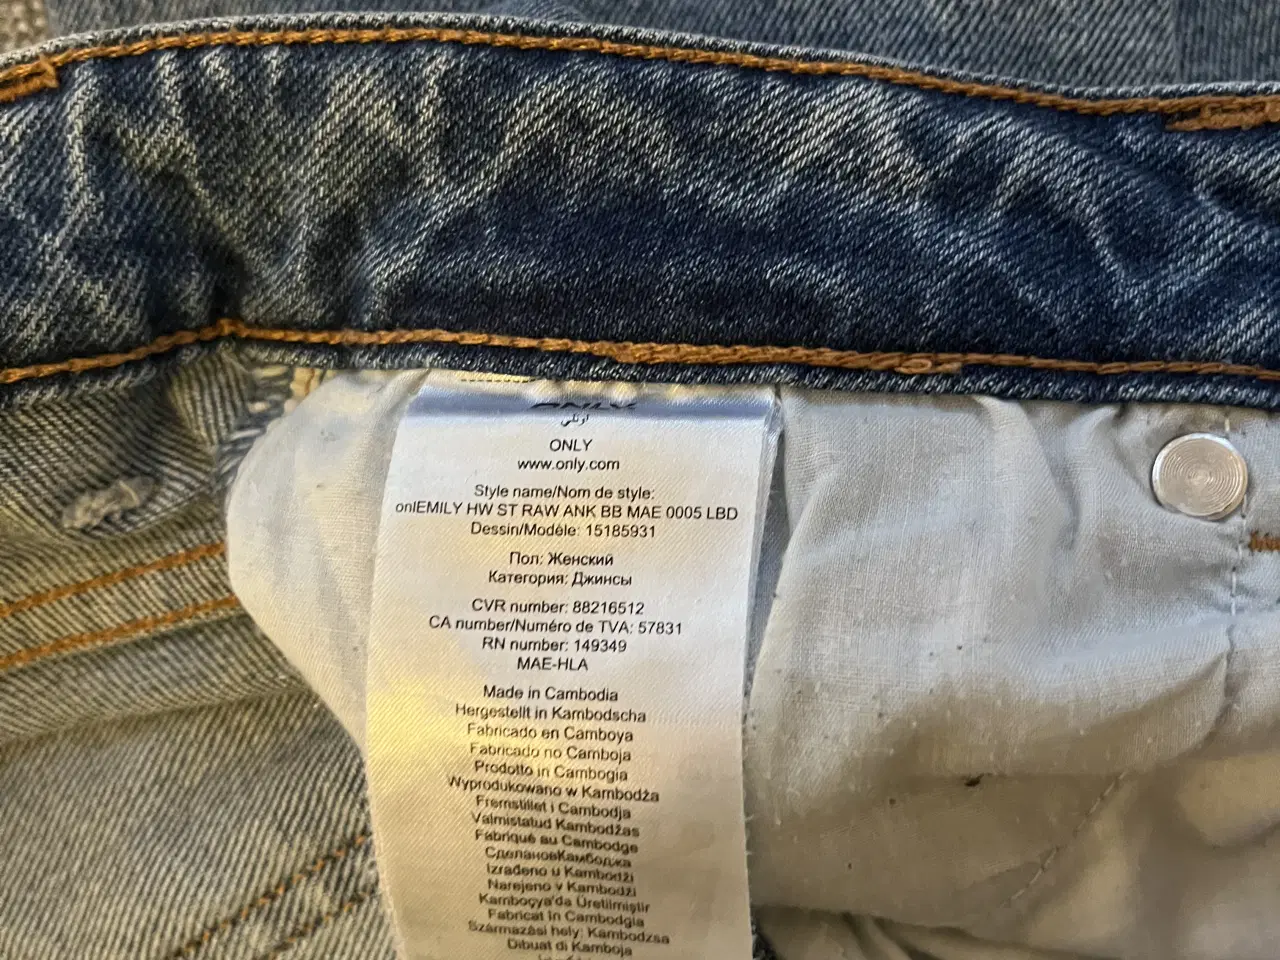 ONLY
اونلي
ONLY
www.only.com
Style name/Nom de style:
onlEMILY HW ST RAW ANK BB MAE 0005 LBD
Dessin/Modèle: 15185931
Пол: Женский
Категория: Джинсы
CVR number: 88216512
CA number/Numéro de TVA: 57831
RN number: 149349
MAE-HLA
Made in Cambodia
Hergestellt in Kambodscha
Fabricado en Camboya
Fabricado no Camboja
Prodotto in Cambogia
Wyprodukowano w Kambodża
Fremstillet i Cambodja
Valmistatud Kambodžas
Fabriqué au Cambodge
СделановКамбоджа
Izrađeno u Kambodži
Narejeno v Kambodži
Kamboçya'da Üretilmiştir
Fabricat în Cambodgia
Származási hely: Kambodzsa
Dibuat di Kamboja